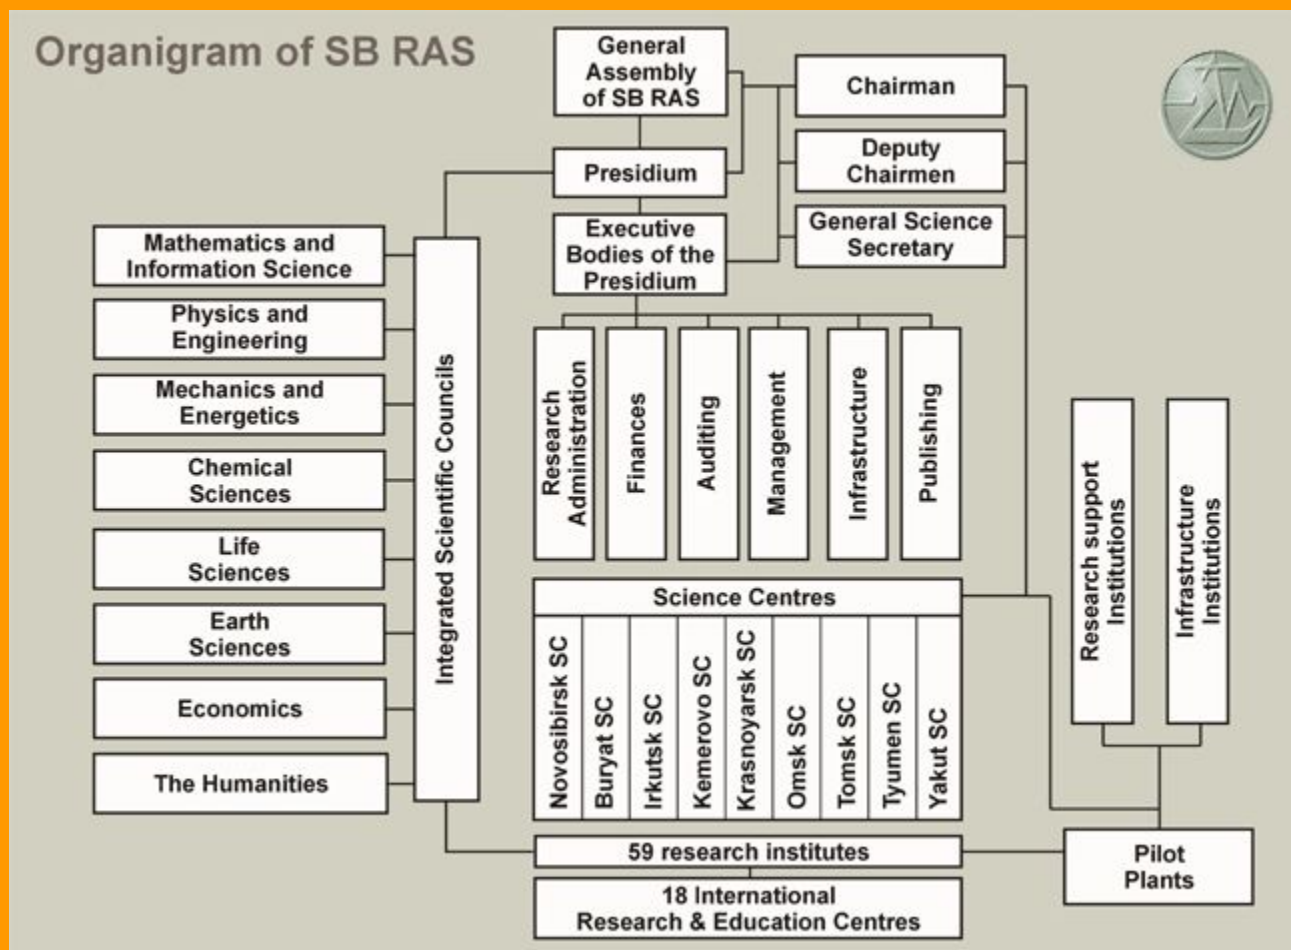 Organigram of SB RAS
General
Assembly
of SB RAS
Chairman
Presidium
Deputy
Chairmen
Executive
Bodies of the
Presidium
General Science
Secretary
Mathematics and
Information Science
Physics and
Engineering
Mechanics and
Energetics
Chemical
Sciences
Life
Sciences
Earth
Sciences
Economics
The Humanities
Integrated Scientific Councils
Research
Administration
Finances
Auditing
Management
Infrastructure
Publishing
Research support
Institutions
Infrastructure
Institutions
Science Centres
Novosibirsk SC
Buryat SC
Irkutsk SC
Kemerovo SC
Krasnoyarsk SC
Omsk SC
Tomsk SC
Tyumen SC
Yakut SC
59 research institutes
Pilot
Plants
18 International
Research & Education Centres